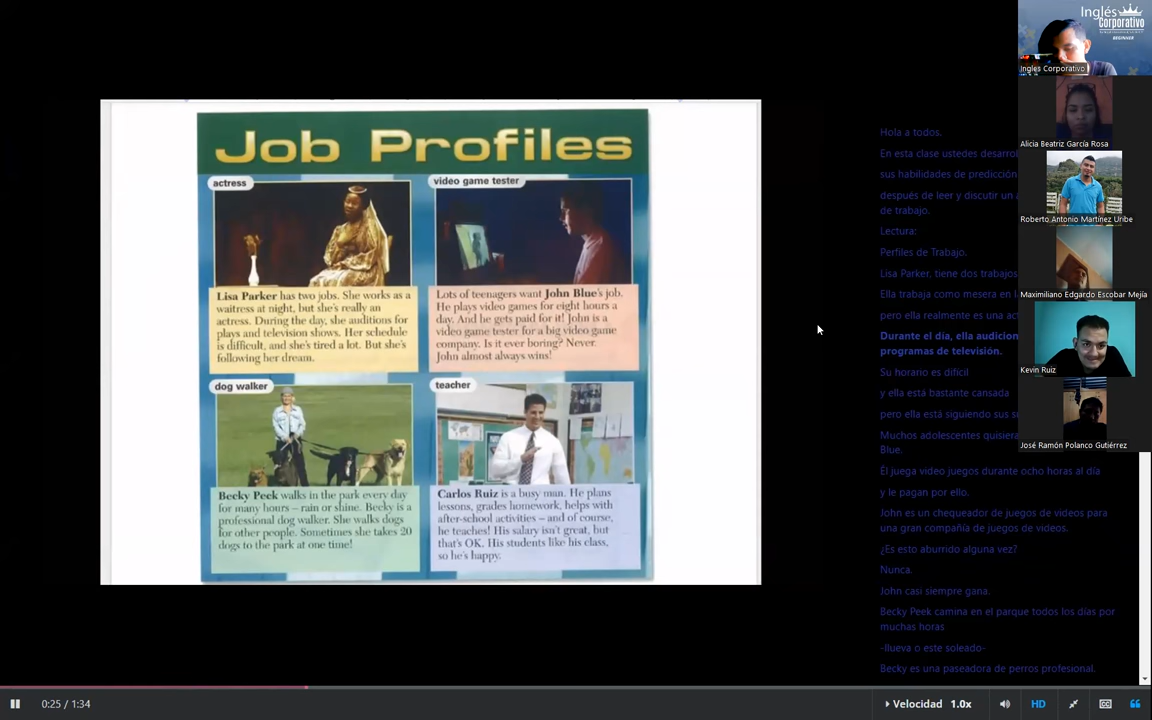 Job Profiles
actress
Lisa Parker has two jobs. She works as a
waitress at night, but she's really an
actress. During the day, she auditions for
plays and television shows. Her schedule
is difficult, and she's tired a lot. But she's
following her dream.
video game tester
Lots of teenagers want John Blue's job.
He plays video games for eight hours a
day. And he gets paid for it! John is a
video game tester for a big video game
company. Is it ever boring? Never.
John almost always wins!
dog walker
Becky Peek walks in the park every day
for many hours – rain or shine. Becky is a
professional dog walker. She walks dogs
for other people. Sometimes she takes 20
dogs to the park at one time!
teacher
Carlos Ruiz is a busy man. He plans
lessons, grades homework, helps with
after-school activities – and of course,
he teaches! His salary isn't great, but
that's OK. His students like his class,
so he's happy.
Hola a todos.
En esta clase ustedes desarrol
sus habilidades de predicción
después de leer y discutir un
de trabajo.
Lectura:
Perfiles de Trabajo.
Lisa Parker, tiene dos trabajos
Ella trabaja como mesera en l
pero ella realmente es una act
Durante el día, ella audicion
programas de televisión.
Su horario es difícil
y ella está bastante cansada
pero ella está siguiendo sus s
Muchos adolescentes quisiera
Blue.
Él juega video juegos durante ocho horas al día
y le pagan por ello.
John es un chequeador de juegos de videos para
una gran compañía de juegos de videos.
¿Es esto aburrido alguna vez?
Nunca.
John casi siempre gana.
Becky Peek camina en el parque todos los días por
muchas horas
-llueva o este soleado-
Becky es una paseadora de perros profesional.
Inglés
Corporativo
BEGINNER
Ingles Corporativo
Alicia Beatriz García Rosa
Roberto Antonio Martínez Uribe
Maximiliano Edgardo Escobar Mejía
Kevin Ruiz
José Ramón Polanco Gutiérrez
0:25 / 1:34
Velocidad 1.0x
HD
CC